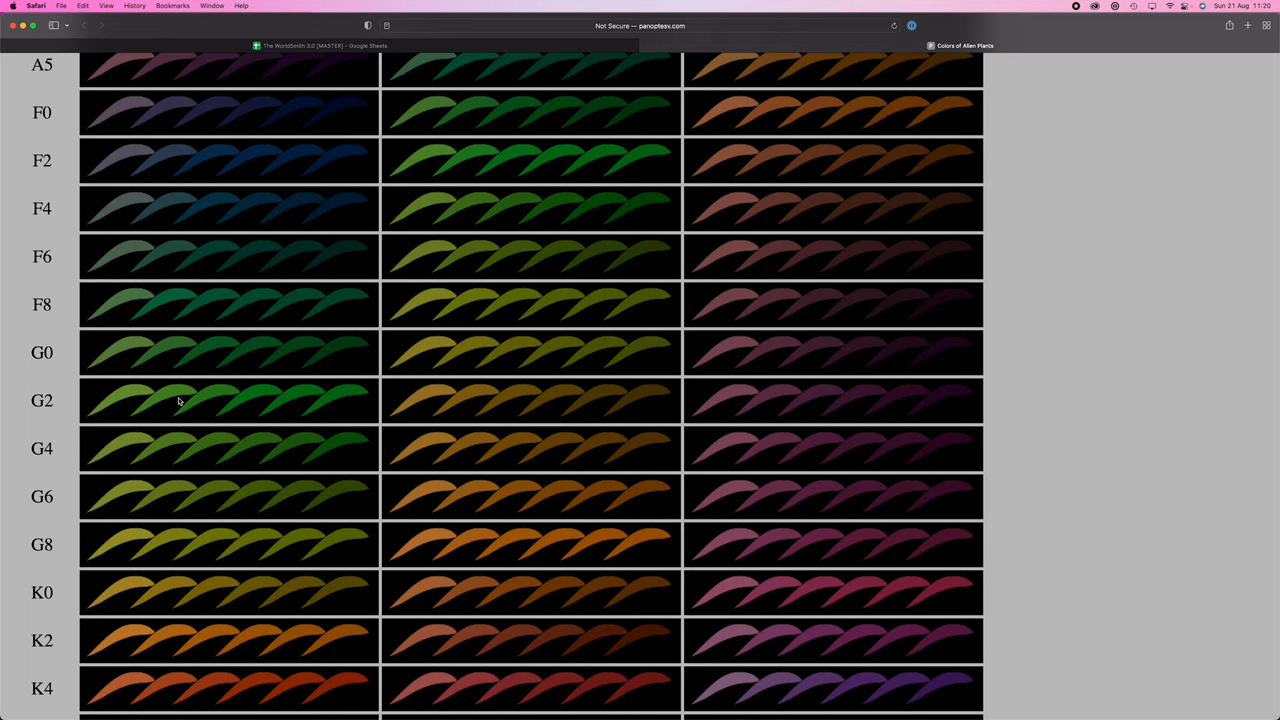 Safari File Edit View History Bookmarks Window Help Sun 21 Aug 11:20
Not Secure — panoptesv.com
The WorldSmith 3.0 [MASTER] - Google Sheets P Colors of Alien Plants
A5
F0
F2
F4
F6
F8
G0
G2
G4
G6
G8
K0
K2
K4